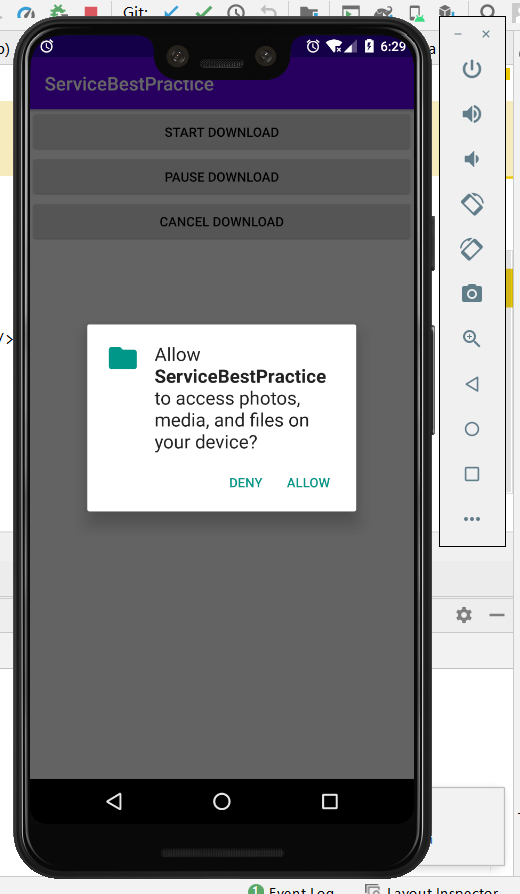 Git:
6:29
ServiceBestPractice
START DOWNLOAD
PAUSE DOWNLOAD
CANCEL DOWNLOAD
/>
Allow
ServiceBestPractice
to access photos,
media, and files on
your device?
DENY ALLOW
1 Event Log Layout Inspector